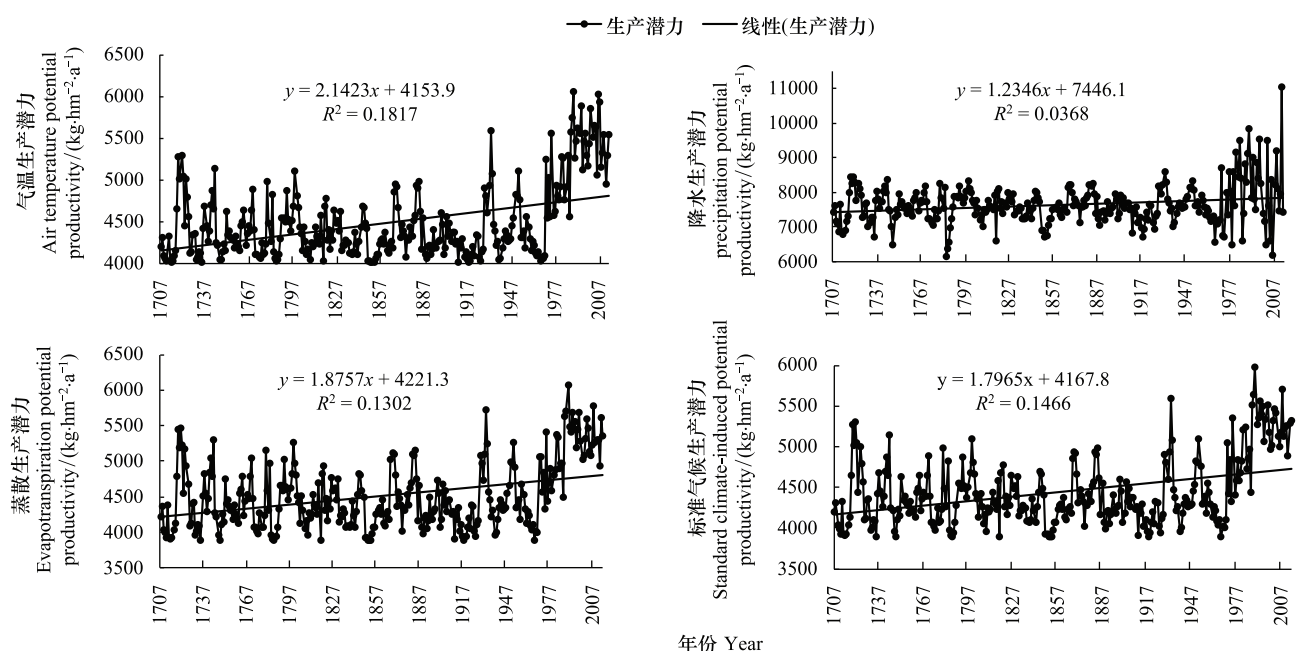 生产潜力 线性(生产潜力)
气温生产潜力
Air temperature potential
productivity/(kg·hm⁻²·a⁻¹)
6500
6000
5500
5000
4500
4000
y = 2.1423x + 4153.9
R² = 0.1817
1707 1737 1767 1797 1827 1857 1887 1917 1947 1977 2007
降水生产潜力
precipitation potential
productivity/(kg·hm⁻²·a⁻¹)
11000
10000
9000
8000
7000
6000
y = 1.2346x + 7446.1
R² = 0.0368
1707 1737 1767 1797 1827 1857 1887 1917 1947 1977 2007
蒸散生产潜力
Evapotranspiration potential
productivity/(kg·hm⁻²·a⁻¹)
6500
6000
5500
5000
4500
4000
3500
y = 1.8757x + 4221.3
R² = 0.1302
1707 1737 1767 1797 1827 1857 1887 1917 1947 1977 2007
标准气候生产潜力
Standard climate-induced potential
productivity/(kg·hm⁻²·a⁻¹)
6000
5500
5000
4500
4000
3500
y = 1.7965x + 4167.8
R² = 0.1466
1707 1737 1767 1797 1827 1857 1887 1917 1947 1977 2007
年份 Year